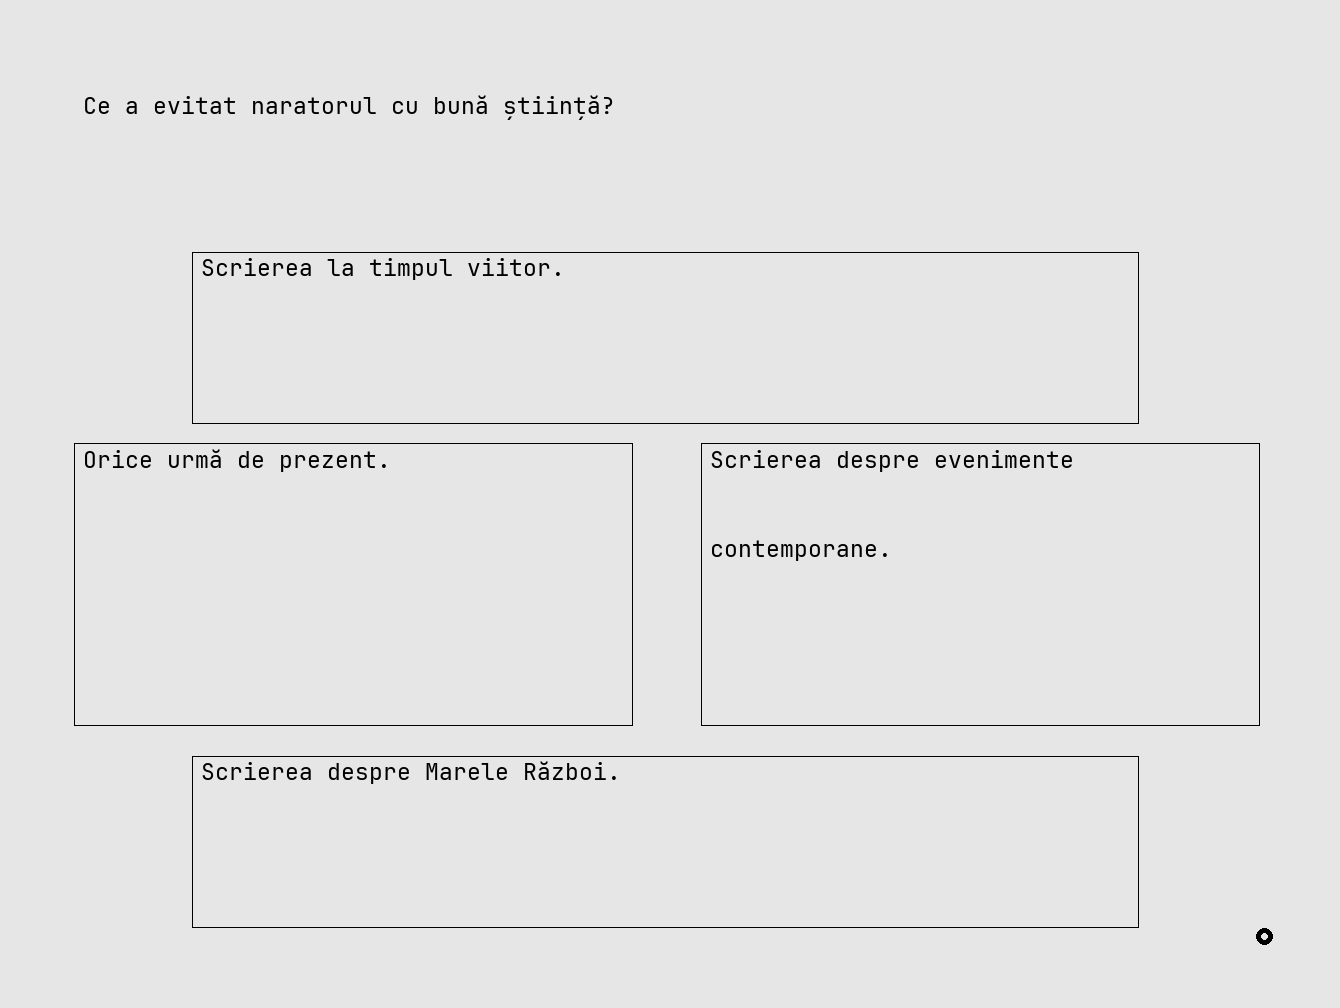 Ce a evitat naratorul cu bună știință?
Scrierea la timpul viitor.
Orice urmă de prezent.
Scrierea despre evenimente
contemporane.
Scrierea despre Marele Război.